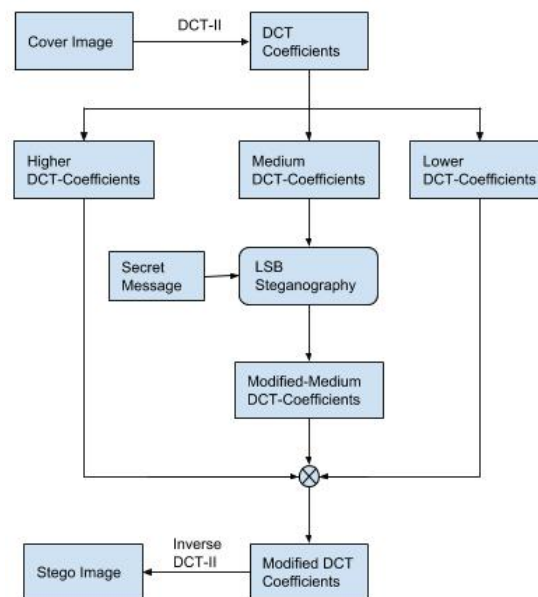 Cover Image
DCT-II
DCT
Coefficients
Higher
DCT-Coefficients
Medium
DCT-Coefficients
Lower
DCT-Coefficients
Secret
Message
LSB
Steganography
Modified-Medium
DCT-Coefficients
Stego Image
Inverse
DCT-II
Modified DCT
Coefficients